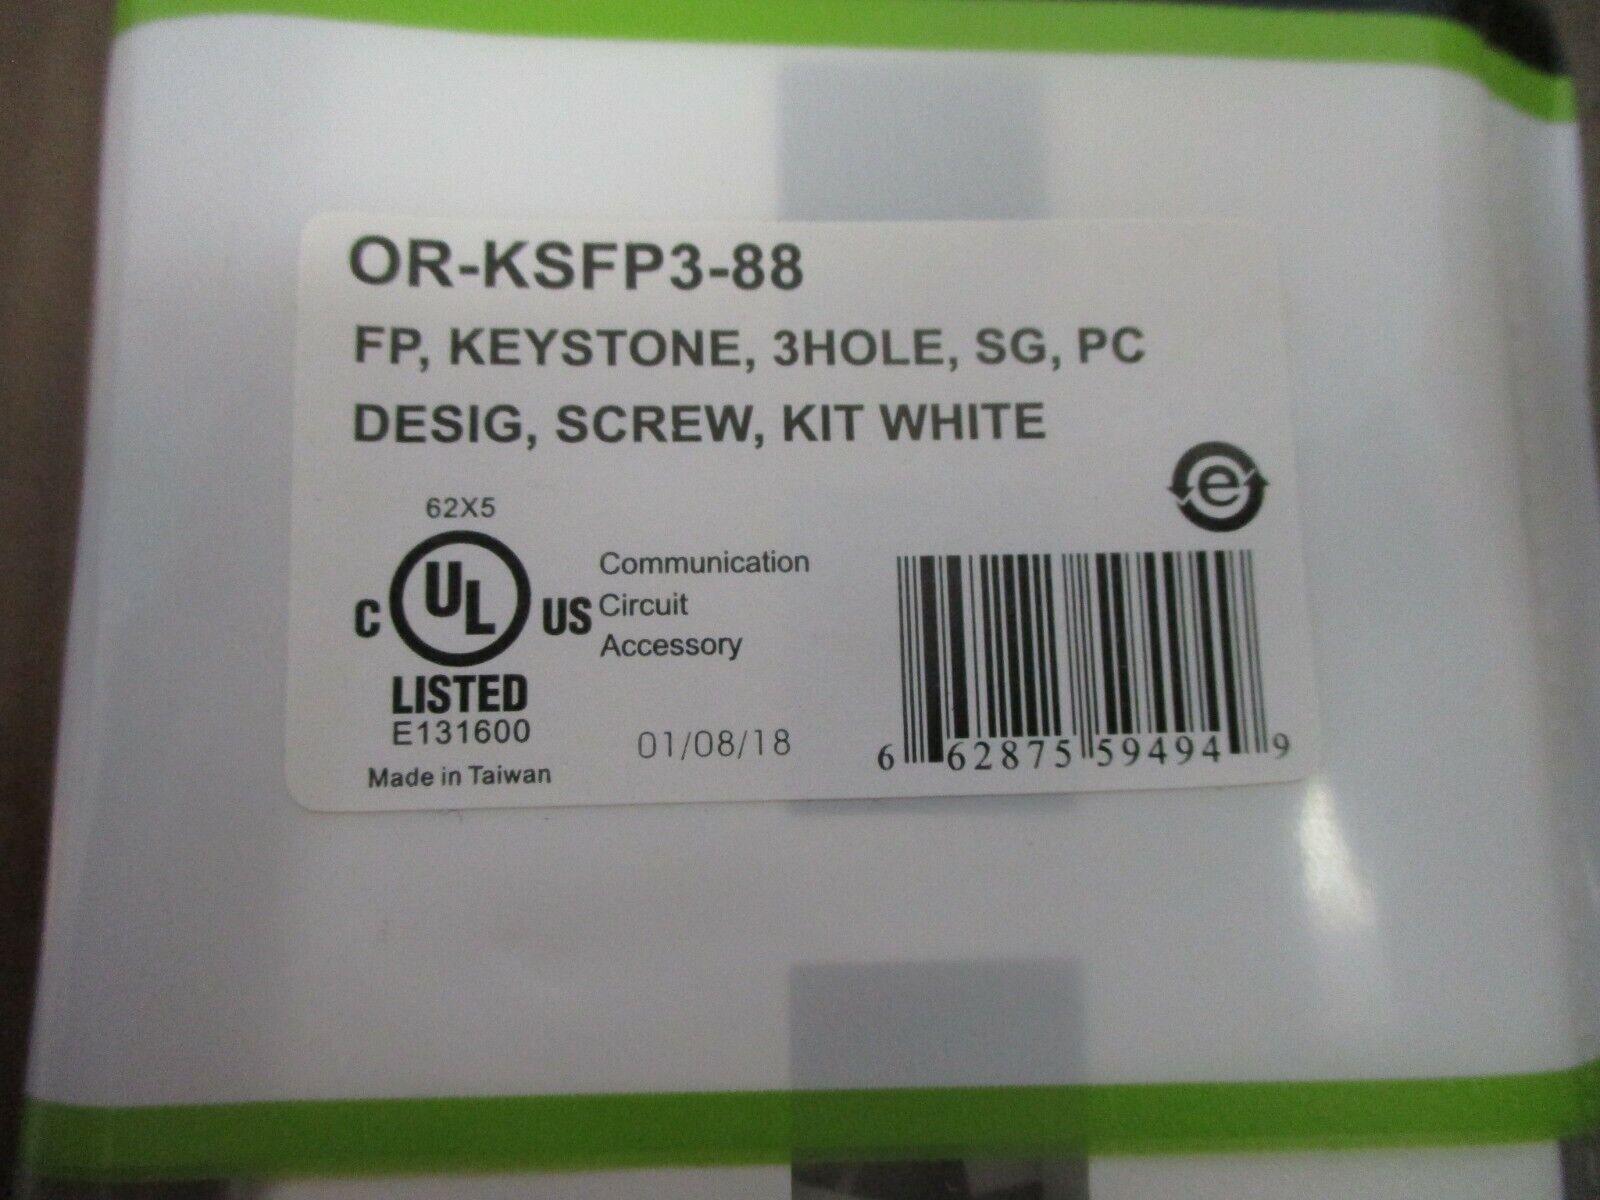 OR-KSFP3-88
FP, KEYSTONE, 3HOLE, SG, PC
DESIG, SCREW, KIT WHITE
e
62X5
C UL US
LISTED
E131600
Communication
Circuit
Accessory
Made in Taiwan
01/08/18
6 62875 59494 9